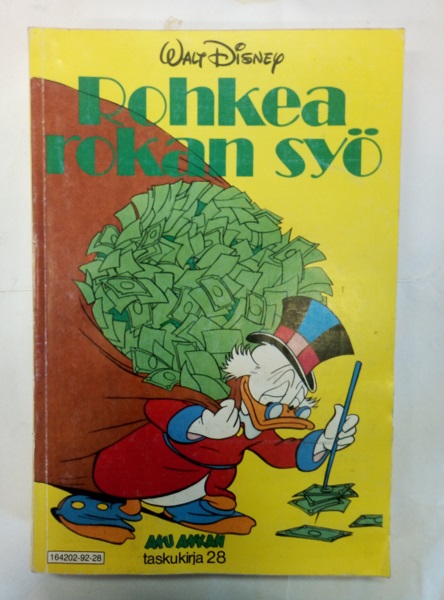 Walt Disney
Rohkea
rokan syö
AKU ANKAN
taskukirja 28
164202-92-28